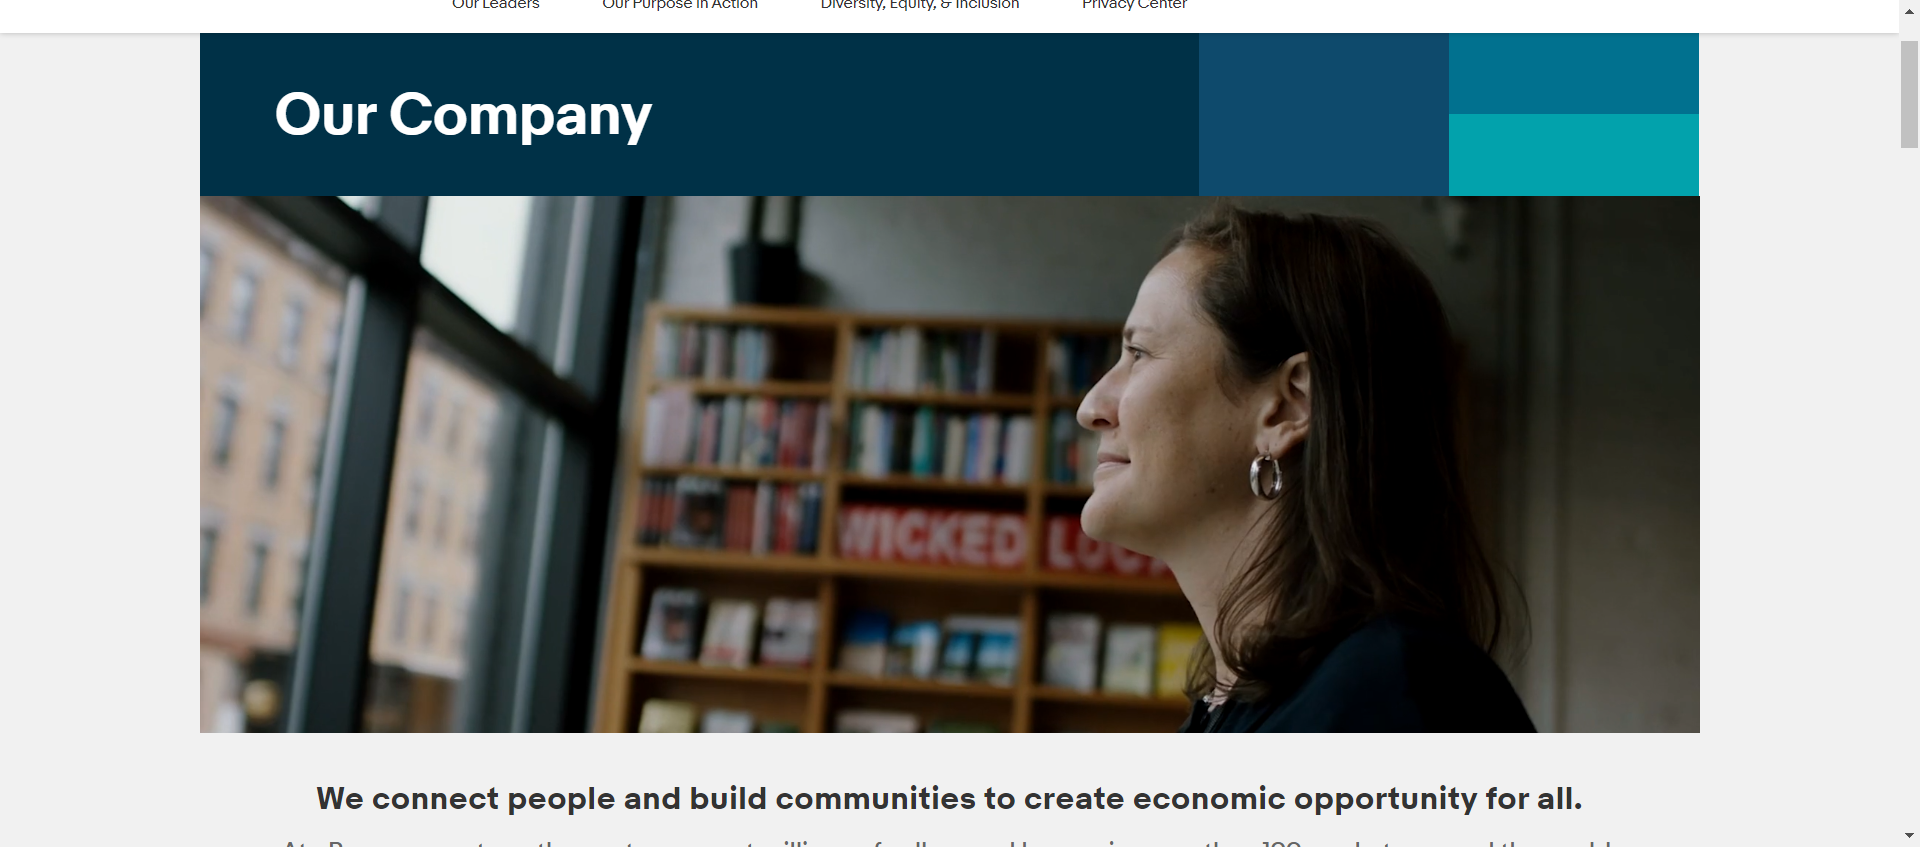 Our Leaders Our Purpose in Action Diversity, Equity, & Inclusion Privacy Center
Our Company
WICKED
We connect people and build communities to create economic opportunity for all.